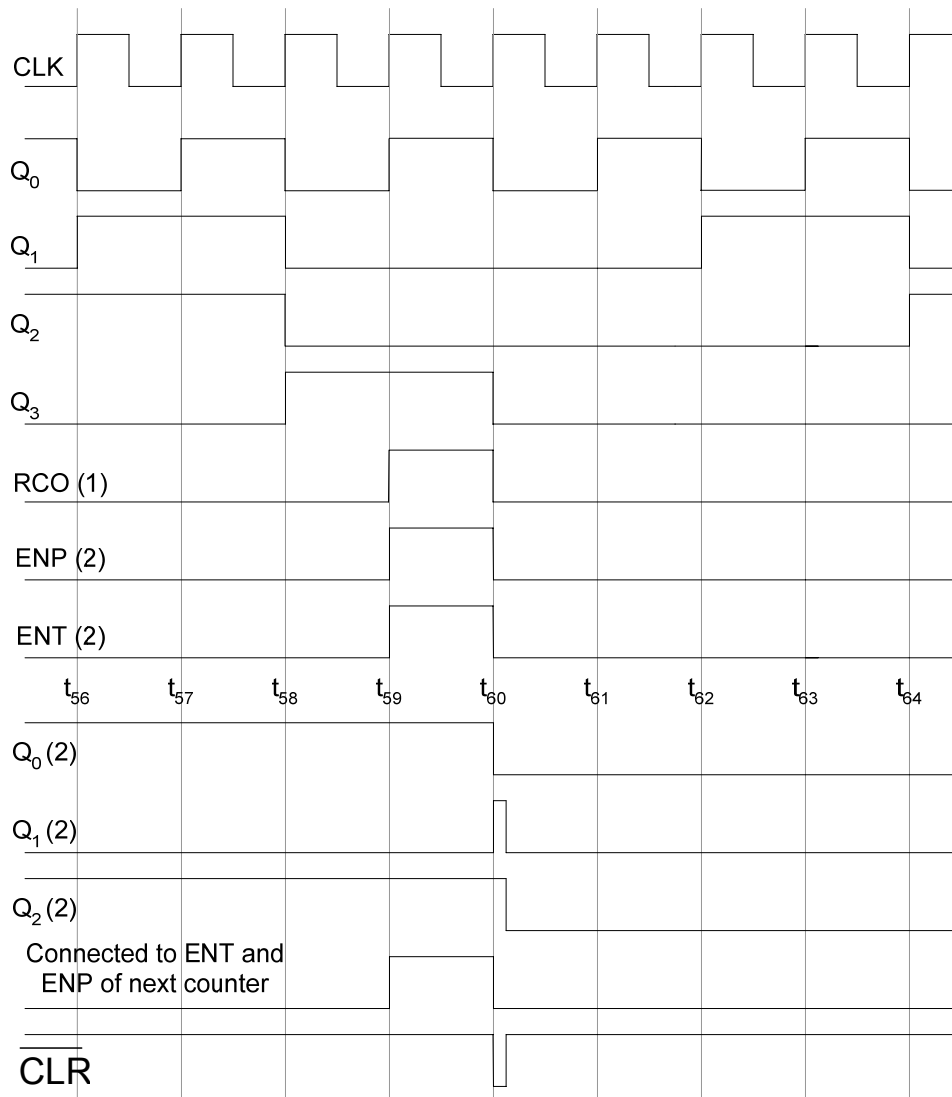 CLK
Q0
Q1
Q2
Q3
RCO (1)
ENP (2)
ENT (2)
t56 t57 t58 t59 t60 t61 t62 t63 t64
Q0 (2)
Q1 (2)
Q2 (2)
Connected to ENT and
ENP of next counter
CLR